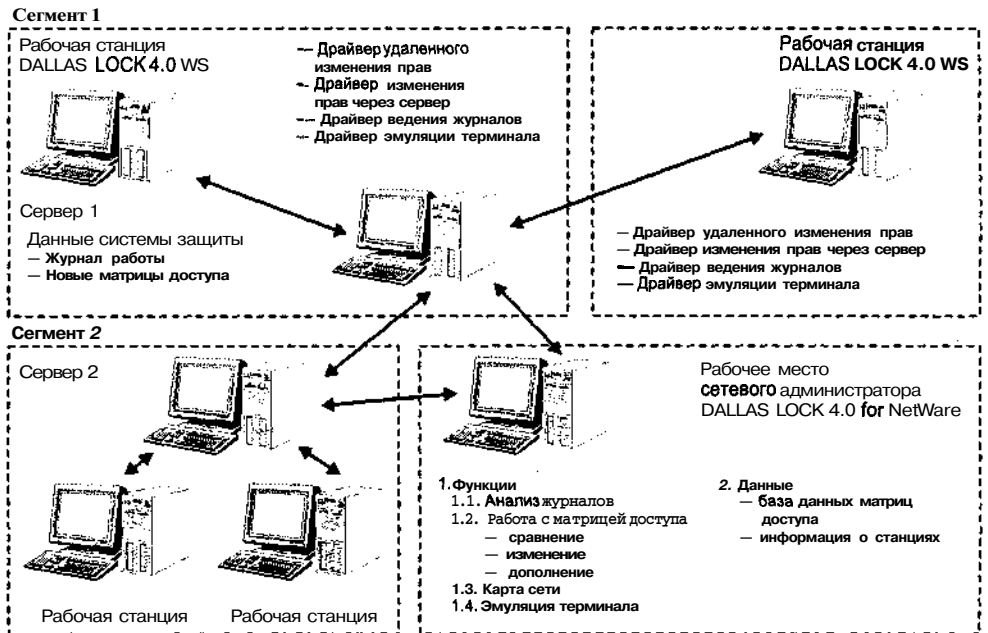 Сегмент 1
Рабочая станция
DALLAS LOCK 4.0 WS
— Драйвер удаленного
изменения прав
— Драйвер изменения
прав через сервер
— Драйвер ведения журналов
— Драйвер эмуляции терминала
Сервер 1
Данные системы защиты
— Журнал работы
— Новые матрицы доступа
Рабочая станция
DALLAS LOCK 4.0 WS
— Драйвер удаленного изменения прав
— Драйвер изменения прав через сервер
— Драйвер ведения журналов
— Драйвер эмуляции терминала
Сегмент 2
Сервер 2
Рабочая станция
Рабочая станция
Рабочее место
сетевого администратора
DALLAS LOCK 4.0 for NetWare
1. Функции
1.1. Анализ журналов
1.2. Работа с матрицей доступа
— сравнение
— изменение
— дополнение
1.3. Карта сети
1.4. Эмуляция терминала
2. Данные
— база данных матриц
доступа
— информация о станциях